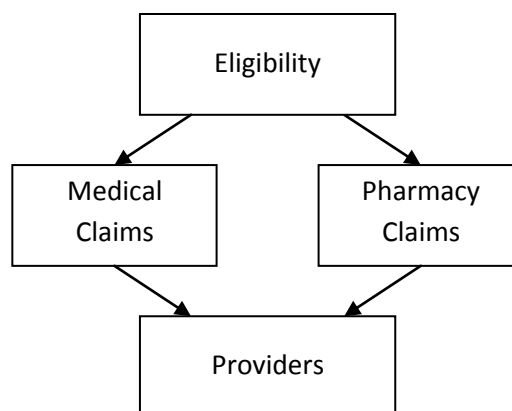 Eligibility
Medical
Claims
Pharmacy
Claims
Providers